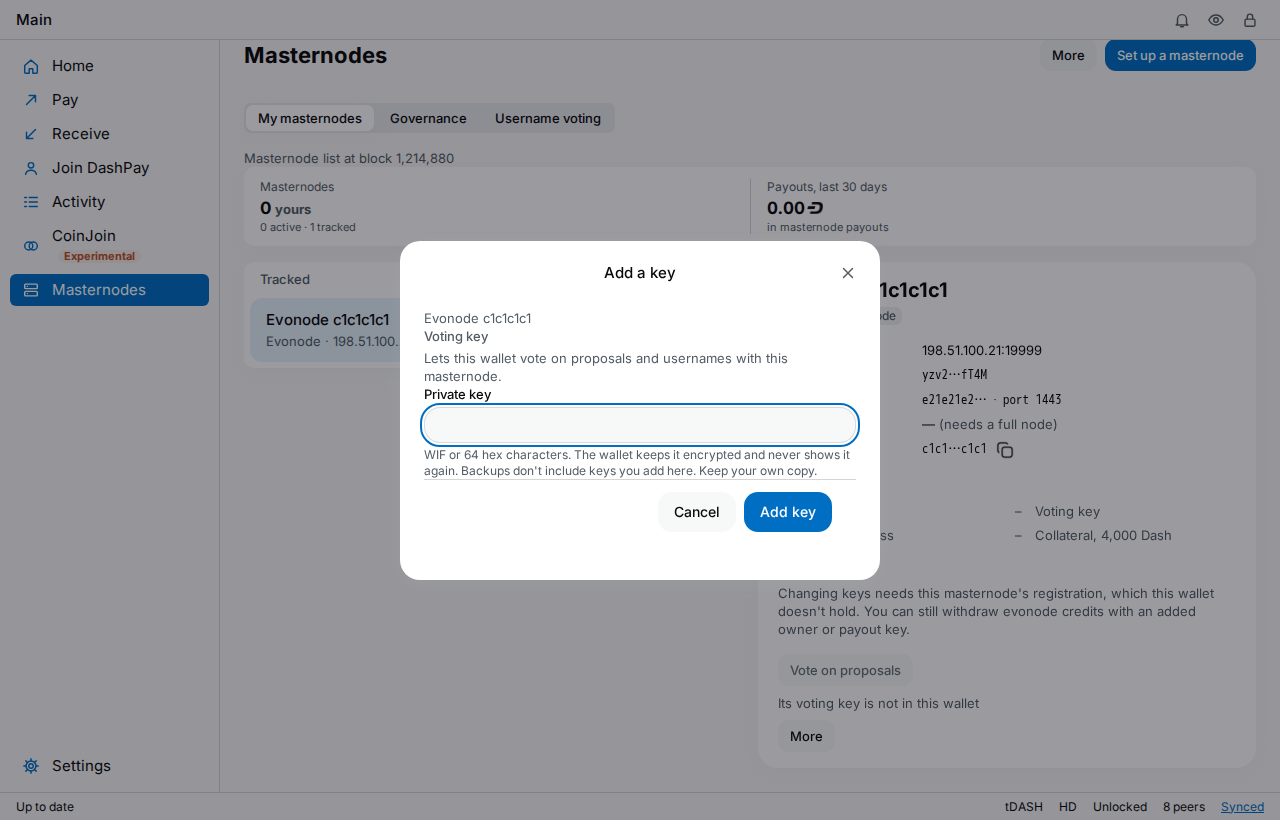 Main
Home
Pay
Receive
Join DashPay
Activity
CoinJoin
Experimental
Masternodes
Settings
Masternodes
More
Set up a masternode
My masternodes
Governance
Username voting
Masternode list at block 1,214,880
Masternodes
0 yours
0 active · 1 tracked
Payouts, last 30 days
0.00
in masternode payouts
Tracked
Evonode c1c1c1c1
Evonode · 198.51.100.
1c1c1c1
198.51.100.21:19999
yzv2···fT4M
e21e21e2··· · port 1443
— (needs a full node)
c1c1···c1c1
– Voting key
– Collateral, 4,000 Dash
Changing keys needs this masternode's registration, which this wallet
doesn't hold. You can still withdraw evonode credits with an added
owner or payout key.
Vote on proposals
Its voting key is not in this wallet
More
Add a key
Evonode c1c1c1c1
Voting key
Lets this wallet vote on proposals and usernames with this
masternode.
Private key
WIF or 64 hex characters. The wallet keeps it encrypted and never shows it
again. Backups don't include keys you add here. Keep your own copy.
Cancel
Add key
Up to date
tDASH
HD
Unlocked
8 peers
Synced